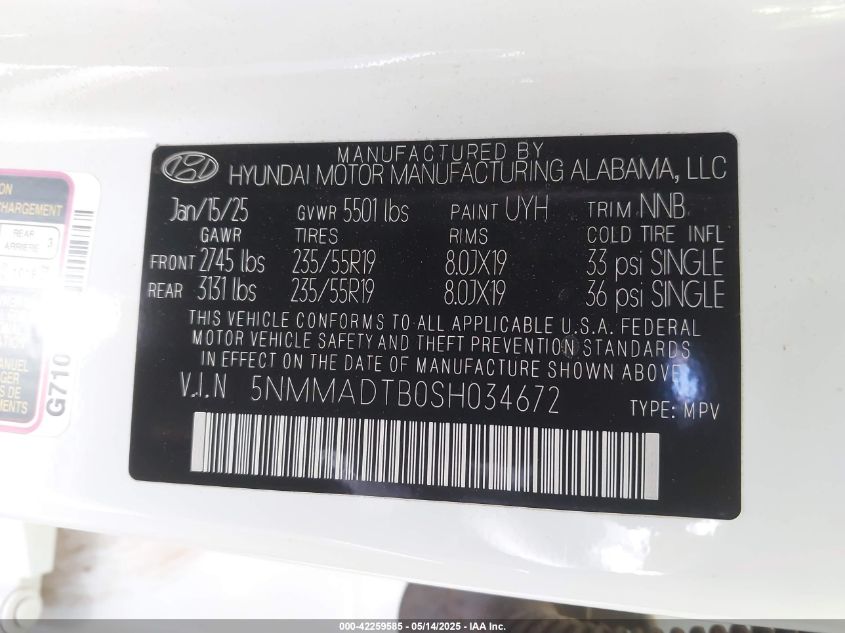 MANUFACTURED BY
HYUNDAI MOTOR MANUFACTURING ALABAMA, LLC
Jan/15/25 GVWR 5501 lbs PAINT UYH TRIM NNB
GAWR TIRES RIMS COLD TIRE INFL
FRONT 2745 lbs 235/55R19 8.0JX19 33 psi SINGLE
REAR 3131 lbs 235/55R19 8.0JX19 36 psi SINGLE
THIS VEHICLE CONFORMS TO ALL APPLICABLE U.S.A. FEDERAL
MOTOR VEHICLE SAFETY AND THEFT PREVENTION STANDARDS
IN EFFECT ON THE DATE OF MANUFACTURE SHOWN ABOVE.
V.I.N 5NMMADTB0SH034672
TYPE: MPV
CHARGEMENT
REAR
ARRIERE 3
G710
000-42259585 - 05/14/2025 - IAA Inc.